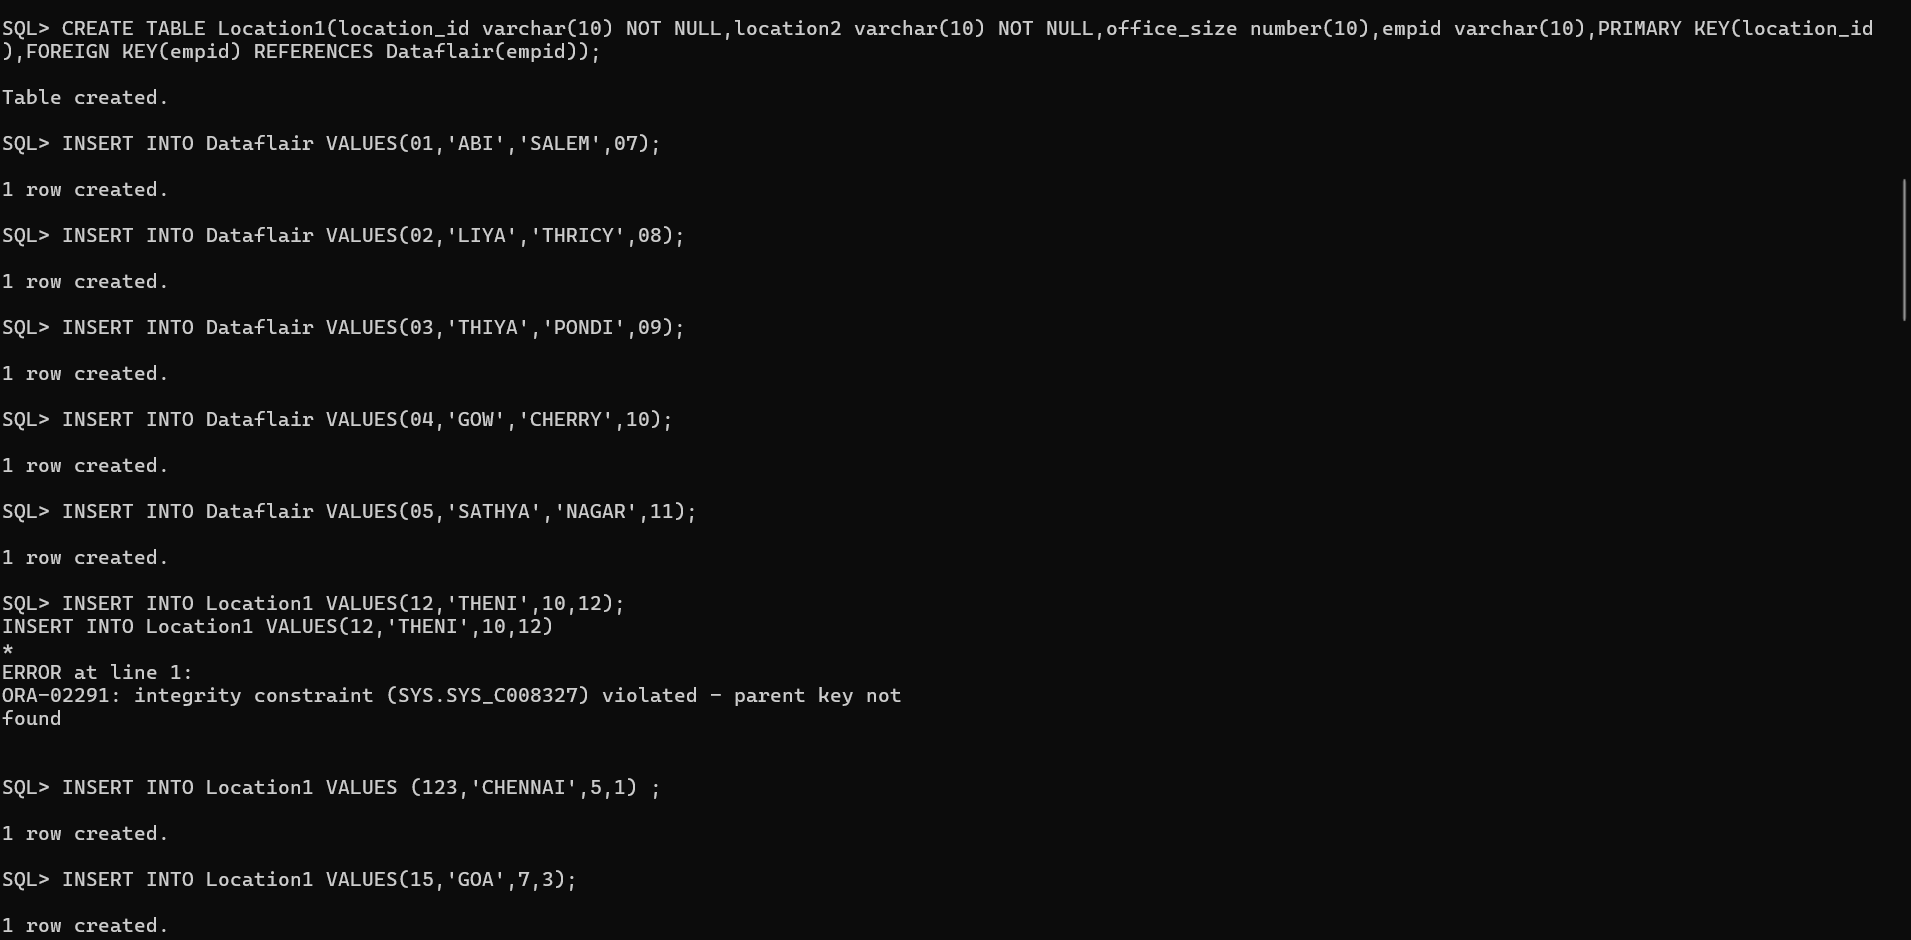 SQL> CREATE TABLE Location1(location_id varchar(10) NOT NULL,location2 varchar(10) NOT NULL,office_size number(10),empid varchar(10),PRIMARY KEY(location_id
),FOREIGN KEY(empid) REFERENCES Dataflair(empid));
Table created.
SQL> INSERT INTO Dataflair VALUES(01,'ABI','SALEM',07);
1 row created.
SQL> INSERT INTO Dataflair VALUES(02,'LIYA','THRICY',08);
1 row created.
SQL> INSERT INTO Dataflair VALUES(03,'THIYA','PONDI',09);
1 row created.
SQL> INSERT INTO Dataflair VALUES(04,'GOW','CHERRY',10);
1 row created.
SQL> INSERT INTO Dataflair VALUES(05,'SATHYA','NAGAR',11);
1 row created.
SQL> INSERT INTO Location1 VALUES(12,'THENI',10,12);
INSERT INTO Location1 VALUES(12,'THENI',10,12)
*
ERROR at line 1:
ORA-02291: integrity constraint (SYS.SYS_C008327) violated - parent key not
found
SQL> INSERT INTO Location1 VALUES (123,'CHENNAI',5,1) ;
1 row created.
SQL> INSERT INTO Location1 VALUES(15,'GOA',7,3);
1 row created.